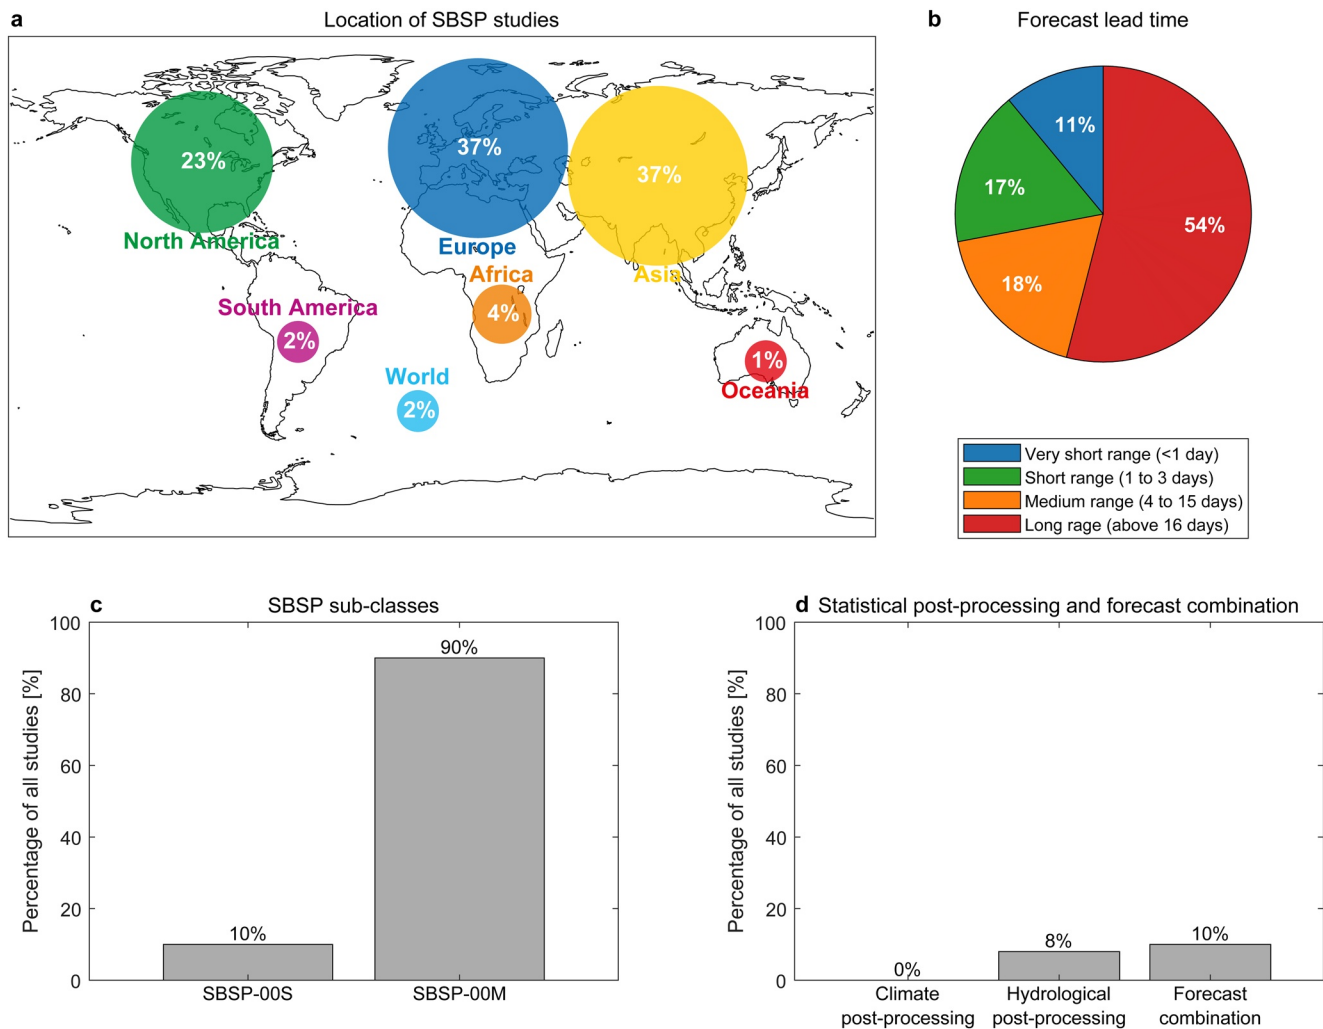 a
Location of SBSP studies
23%
37%
37%
North America
Europe
Asia
Africa
4%
South America
2%
World
2%
1%
Oceania
b
Forecast lead time
11%
17%
54%
18%
Very short range (<1 day)
Short range (1 to 3 days)
Medium range (4 to 15 days)
Long rage (above 16 days)
c
SBSP sub-classes
Percentage of all studies [%]
100
80
60
40
20
0
10%
90%
SBSP-00S
SBSP-00M
d
Statistical post-processing and forecast combination
Percentage of all studies [%]
100
80
60
40
20
0
0%
8%
10%
Climate
post-processing
Hydrological
post-processing
Forecast
combination